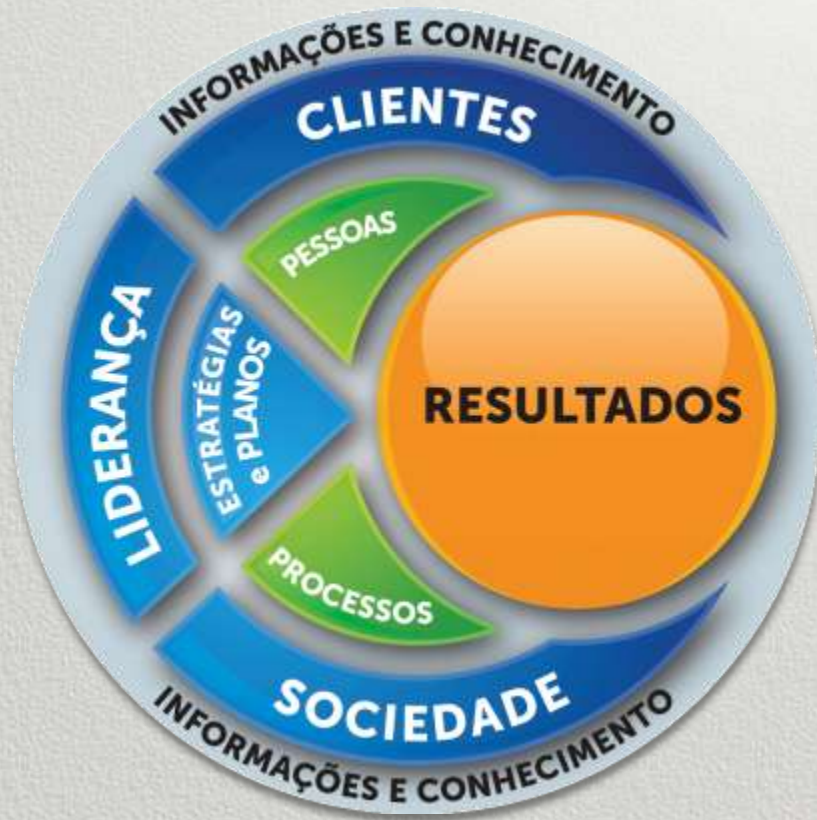 INFORMAÇÕES E CONHECIMENTO
CLIENTES
PESSOAS
LIDERANÇA
ESTRATÉGIAS
e PLANOS
RESULTADOS
PROCESSOS
SOCIEDADE
INFORMAÇÕES E CONHECIMENTO